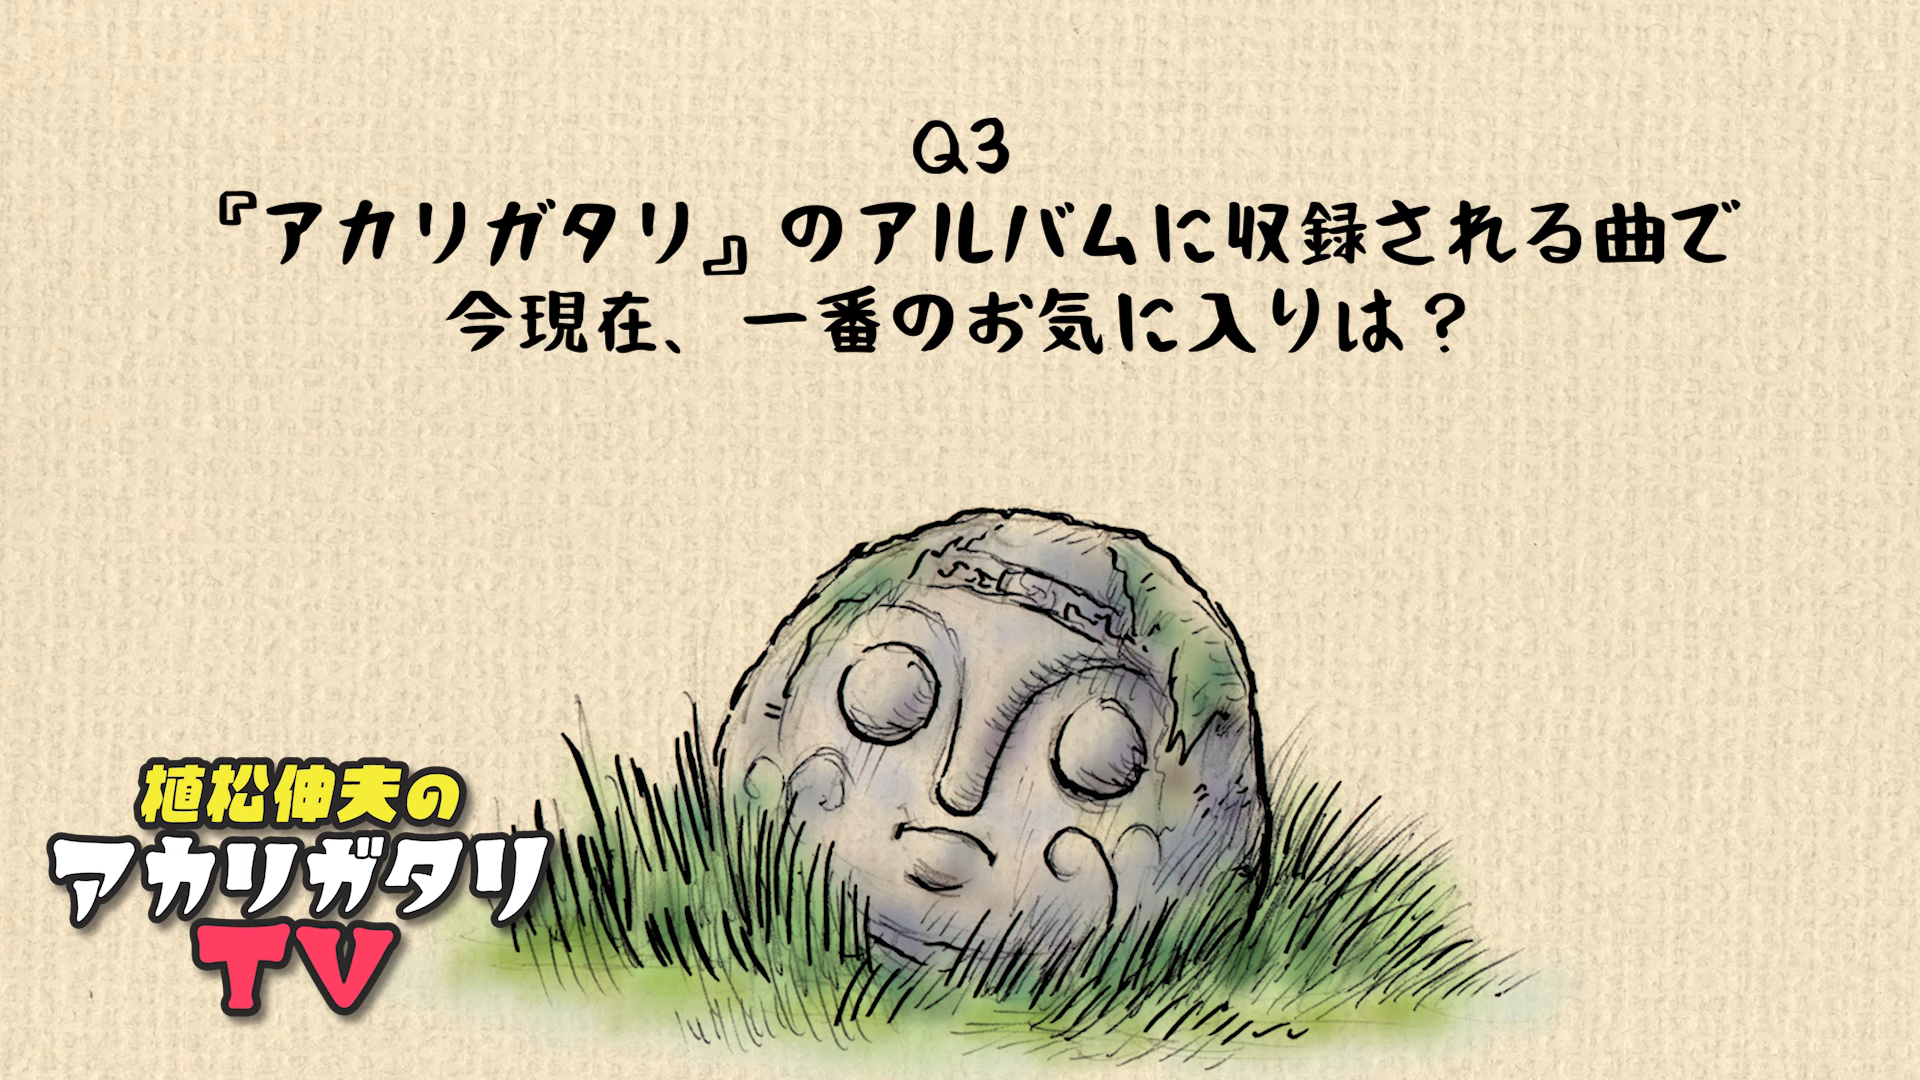 Q3
『アカリガタリ』のアルバムに収録される曲で
今現在、一番のお気に入りは？
植松伸夫の
アカリガタリ
TV